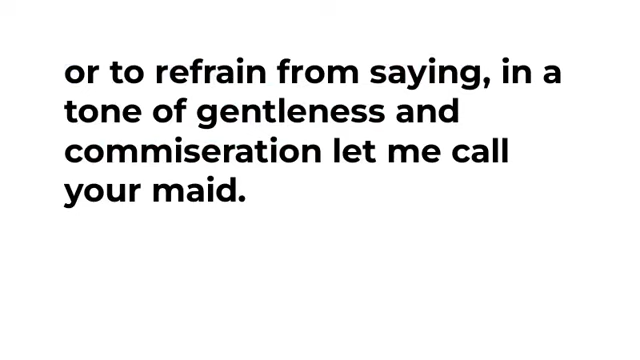 or to refrain from saying, in a
tone of gentleness and
commiseration let me call
your maid.